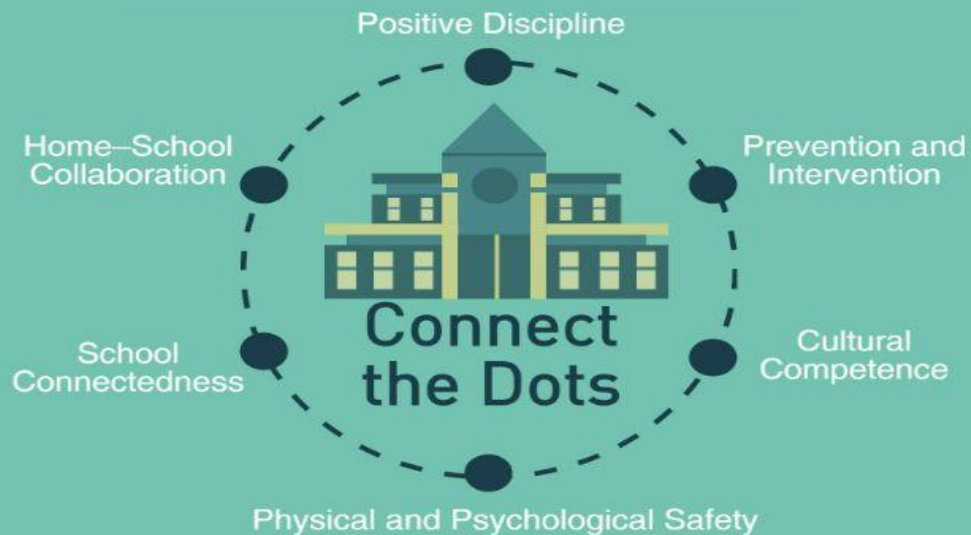 Positive Discipline
Home–School
Collaboration
Prevention and
Intervention
Connect
the Dots
School
Connectedness
Cultural
Competence
Physical and Psychological Safety